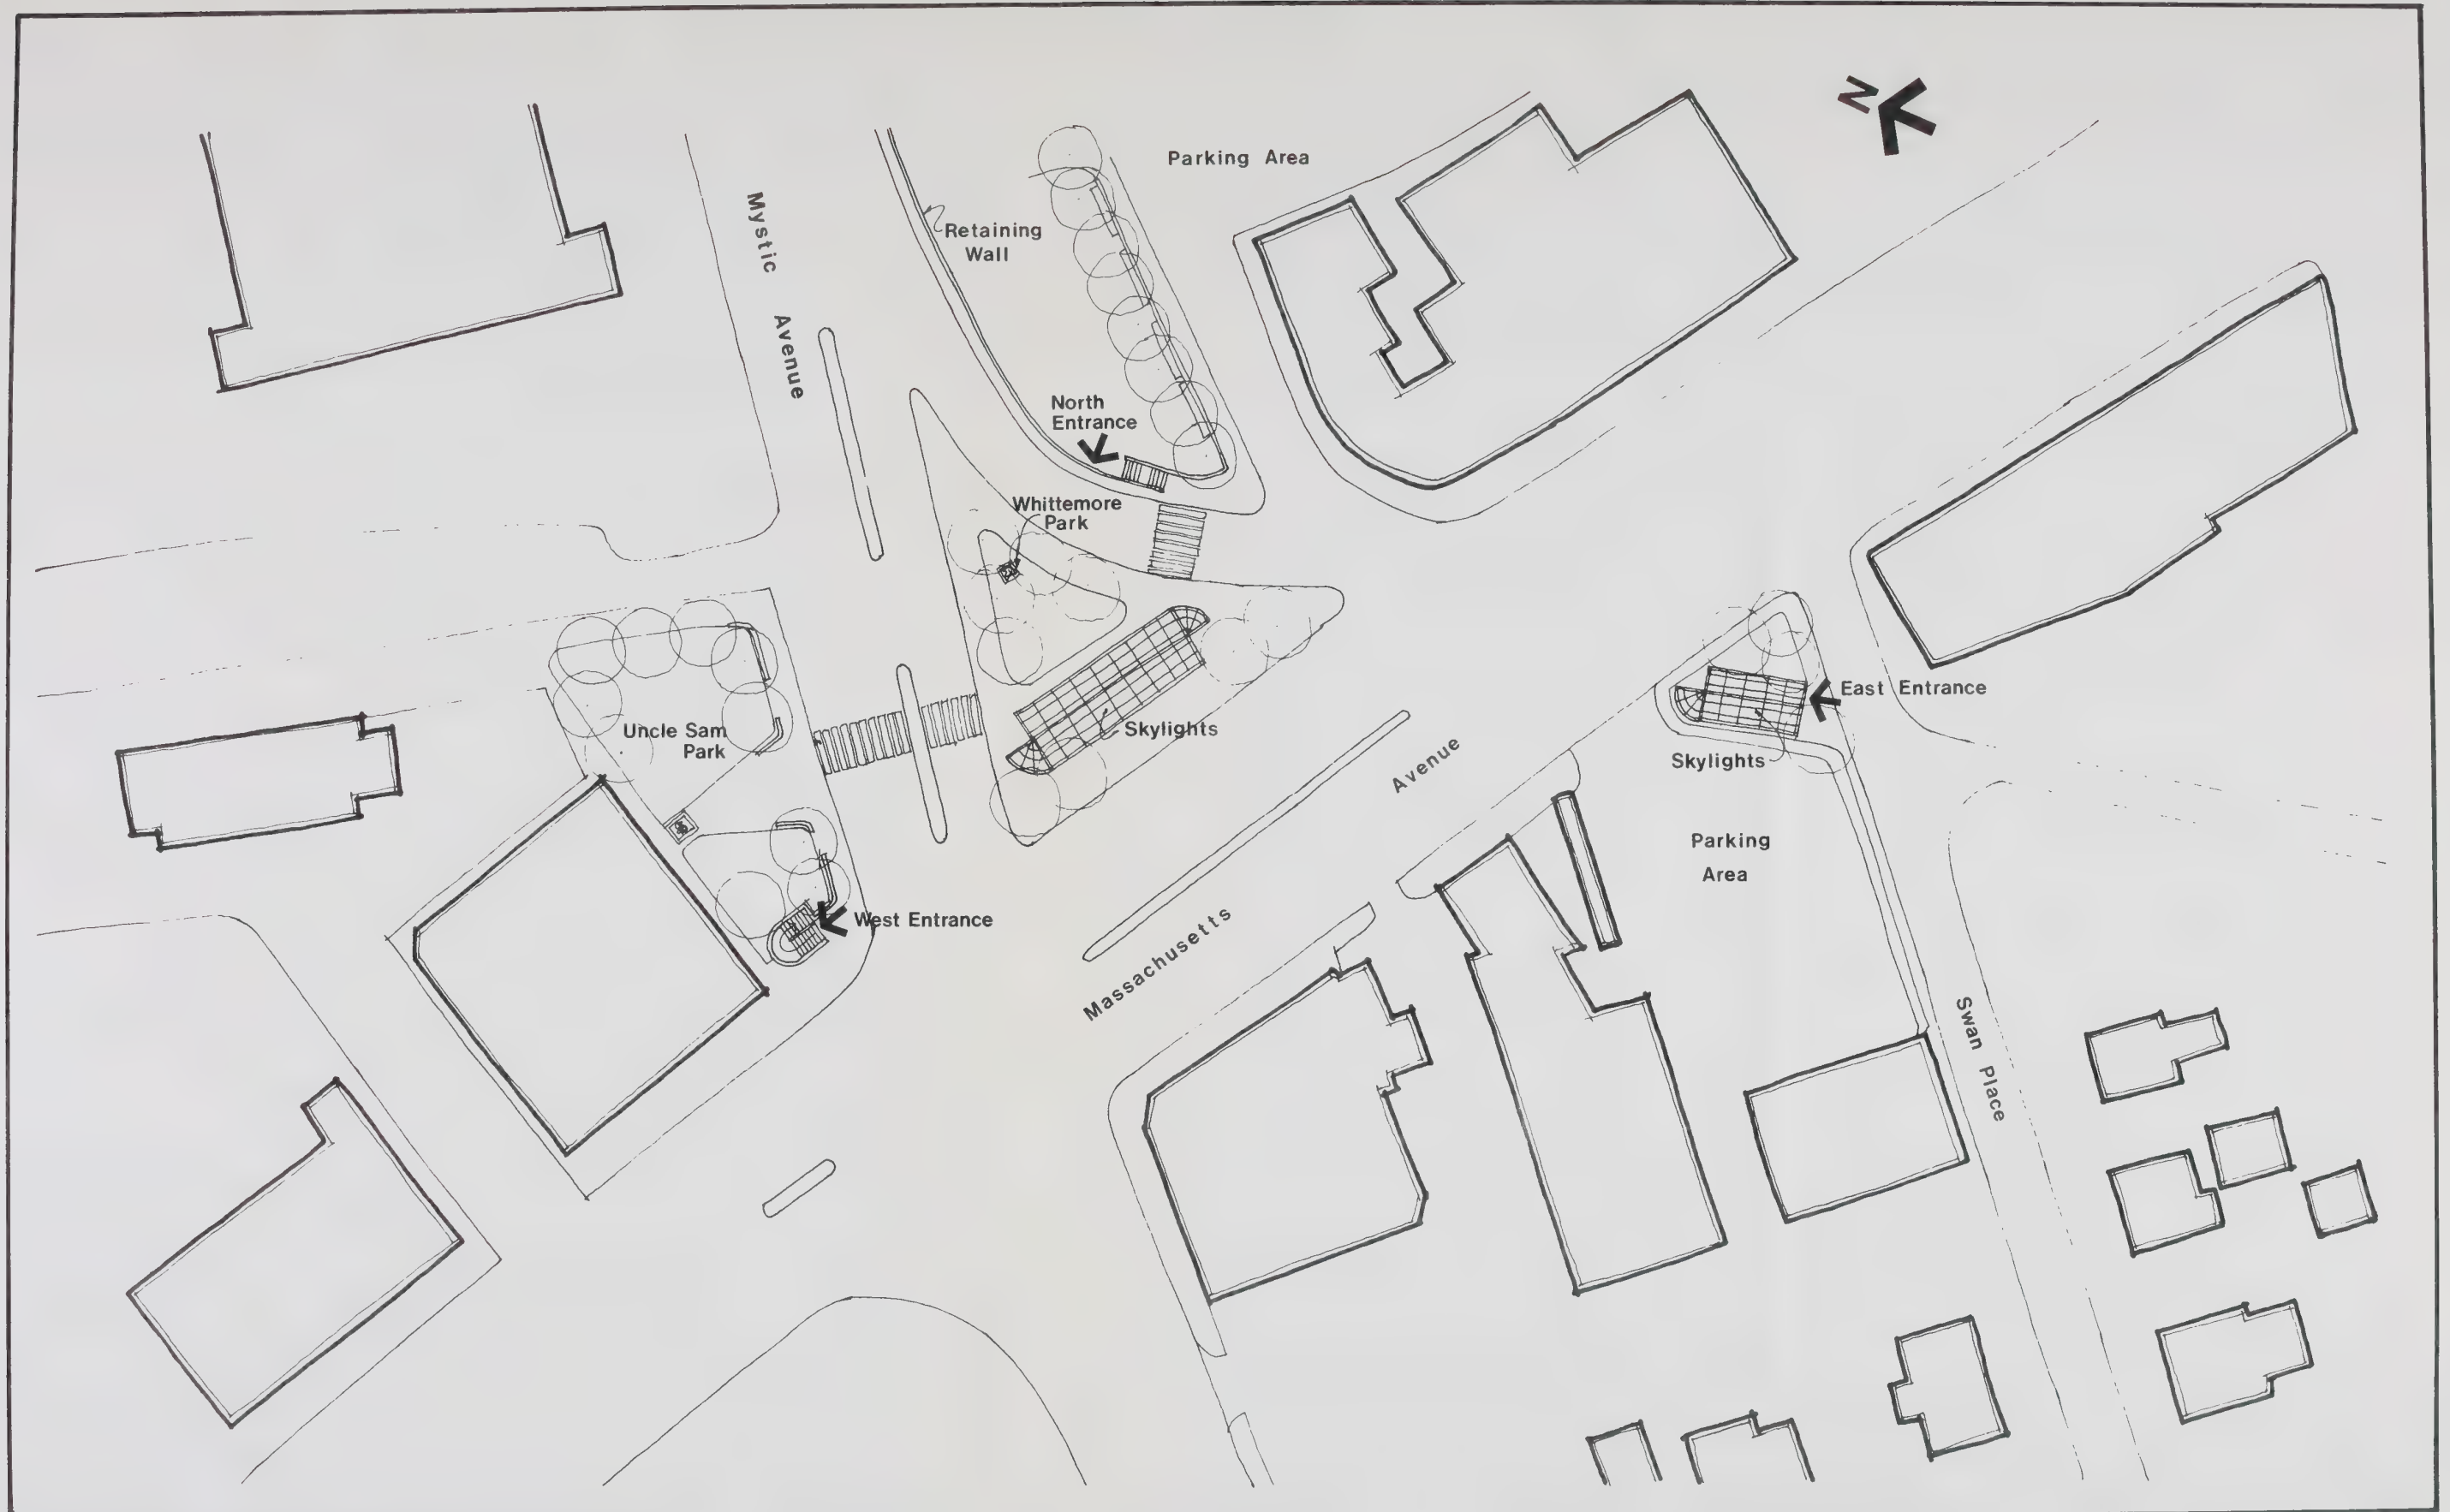 N
Parking Area
Mystic Avenue
Retaining
Wall
North
Entrance
Whittemore
Park
Uncle Sam
Park
Skylights
East Entrance
Skylights
Massachusetts Avenue
Parking
Area
West Entrance
Swan Place